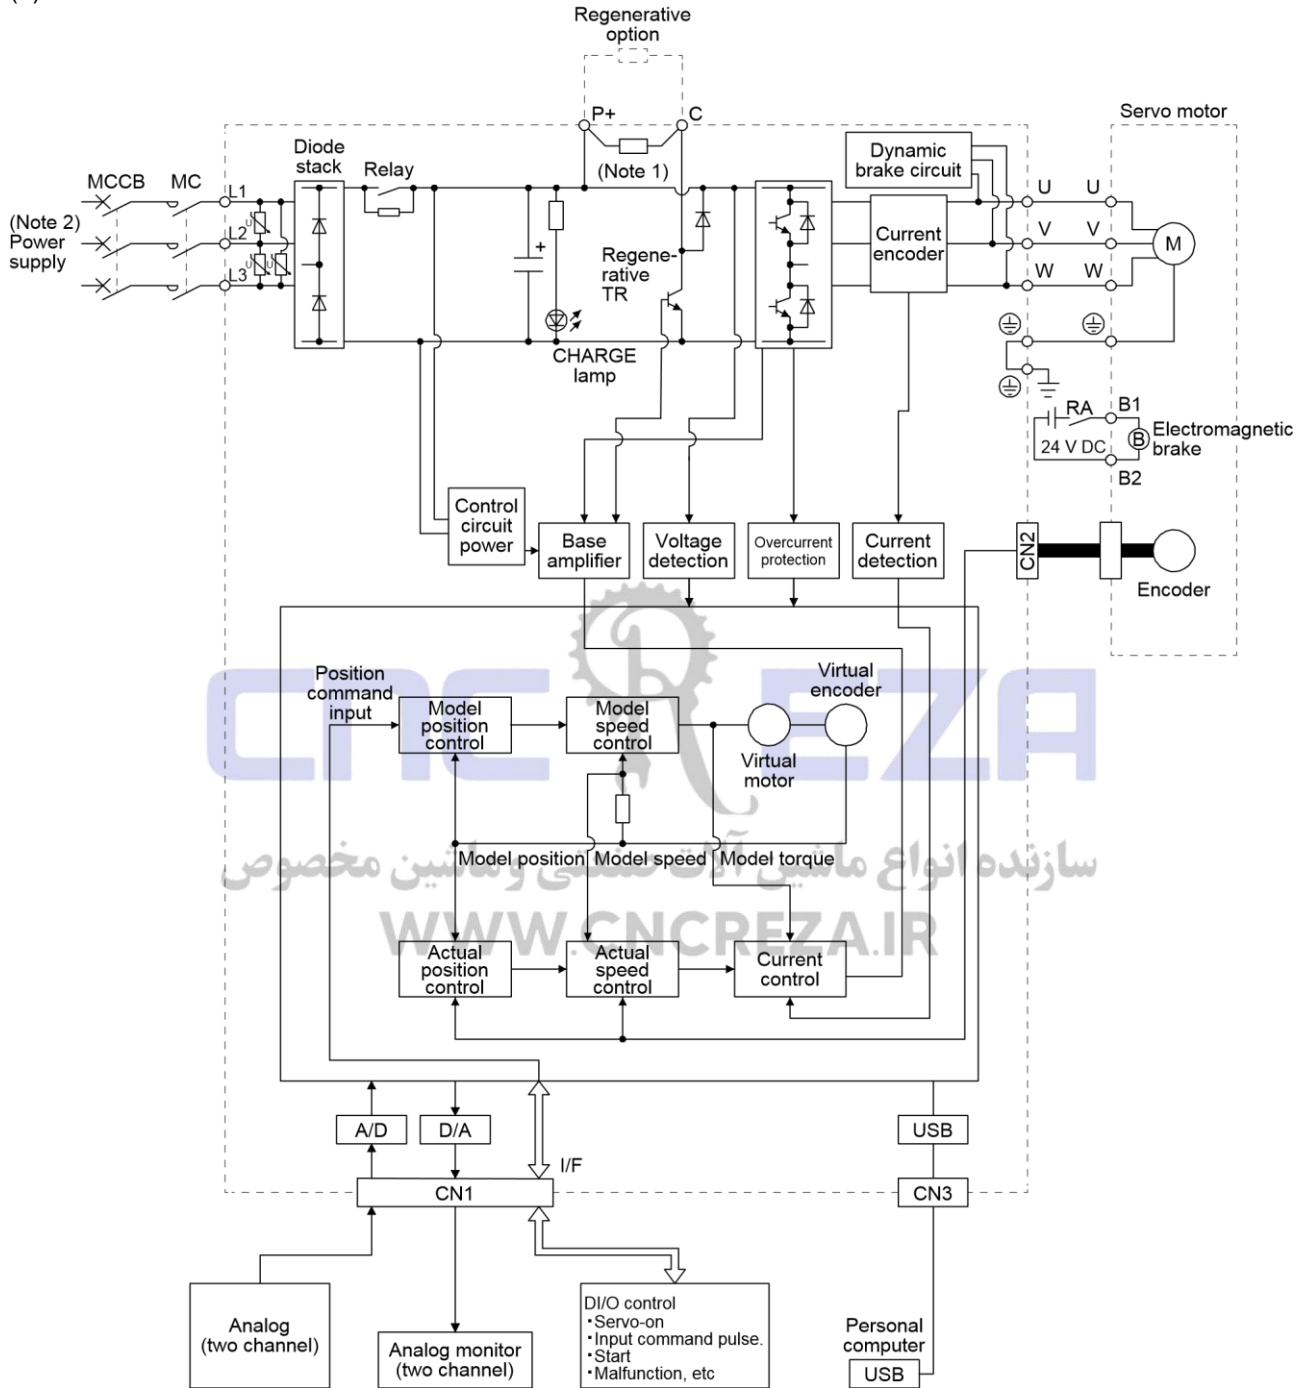 Regenerative
option
P+
C
Servo motor
Diode
stack
Relay
(Note 1)
Dynamic
brake circuit
MCCB
MC
L1
U
U
(Note 2)
Power
supply
L2
Regene-
rative
TR
Current
encoder
V
V
M
L3
W
W
+
U
U
U
CHARGE
lamp
RA
B1
24 V DC
B
Electromagnetic
brake
B2
Control
circuit
power
Base
amplifier
Voltage
detection
Overcurrent
protection
Current
detection
CN2
Encoder
CNC REZA
Position
command
input
Virtual
encoder
Model
position
control
Model
speed
control
Virtual
motor
سازنده انواع ماشین آلات صنعتی و ماشین مخصوص
Model position
Model speed
Model torque
WWW.CNCREZA.IR
Actual
position
control
Actual
speed
control
Current
control
A/D
D/A
USB
I/F
CN1
CN3
Analog
(two channel)
Analog monitor
(two channel)
DI/O control
・Servo-on
・Input command pulse.
・Start
・Malfunction, etc
Personal
computer
USB